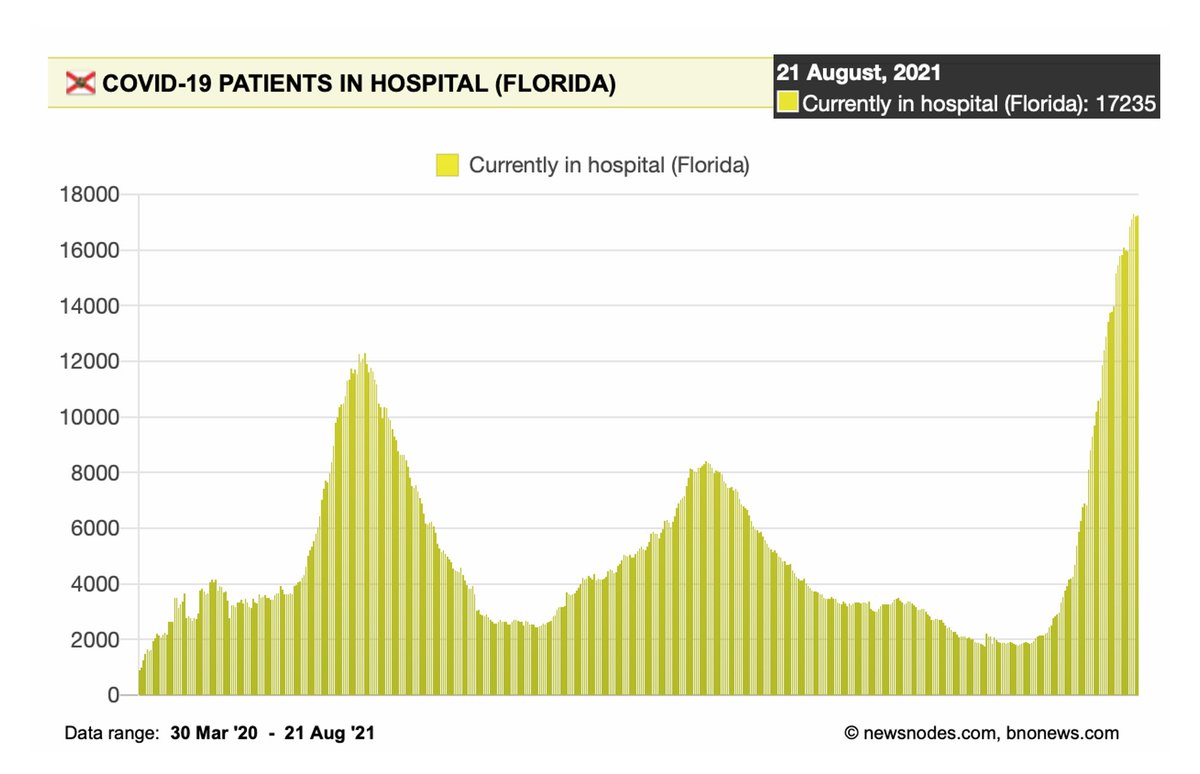 COVID-19 PATIENTS IN HOSPITAL (FLORIDA)
21 August, 2021
Currently in hospital (Florida): 17235
Currently in hospital (Florida)
18000
16000
14000
12000
10000
8000
6000
4000
2000
0
Data range: 30 Mar '20 - 21 Aug '21
© newsnodes.com, bnonews.com